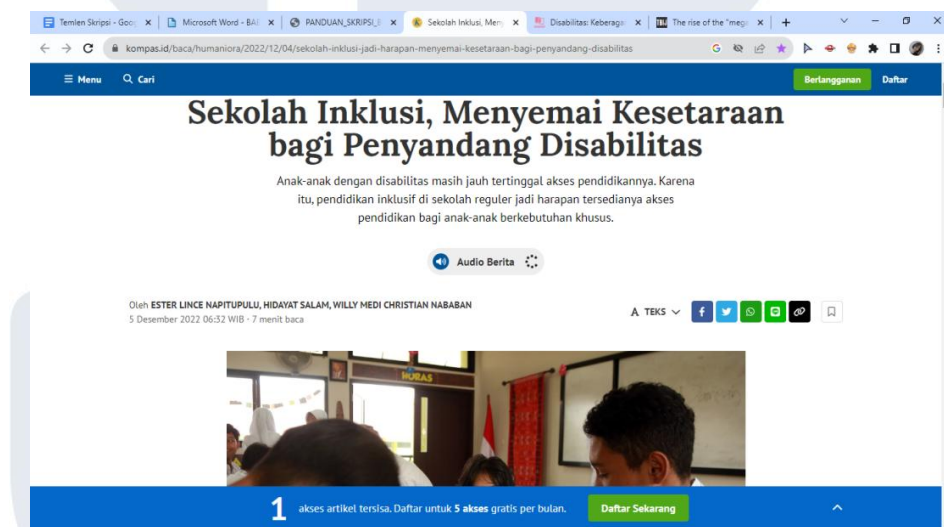 Temlen Skripsi - Goo
Microsoft Word - BA
PANDUAN_SKRIPSI_
Sekolah Inklusi, Men
Disabilitas: Keberaga
The rise of the "meg
kompas.id/baca/humaniora/2022/12/04/sekolah-inklusi-jadi-harapan-menyemai-kesetaraan-bagi-penyandang-disabilitas
Menu Cari Berlangganan Daftar
Sekolah Inklusi, Menyemai Kesetaraan
bagi Penyandang Disabilitas
Anak-anak dengan disabilitas masih jauh tertinggal akses pendidikannya. Karena
itu, pendidikan inklusif di sekolah reguler jadi harapan tersedianya akses
pendidikan bagi anak-anak berkebutuhan khusus.
Audio Berita
Oleh ESTER LINCE NAPITUPULU, HIDAYAT SALAM, WILLY MEDI CHRISTIAN NABABAN
5 Desember 2022 06:32 WIB · 7 menit baca
A TEKS
HORAS
1 akses artikel tersisa. Daftar untuk 5 akses gratis per bulan. Daftar Sekarang